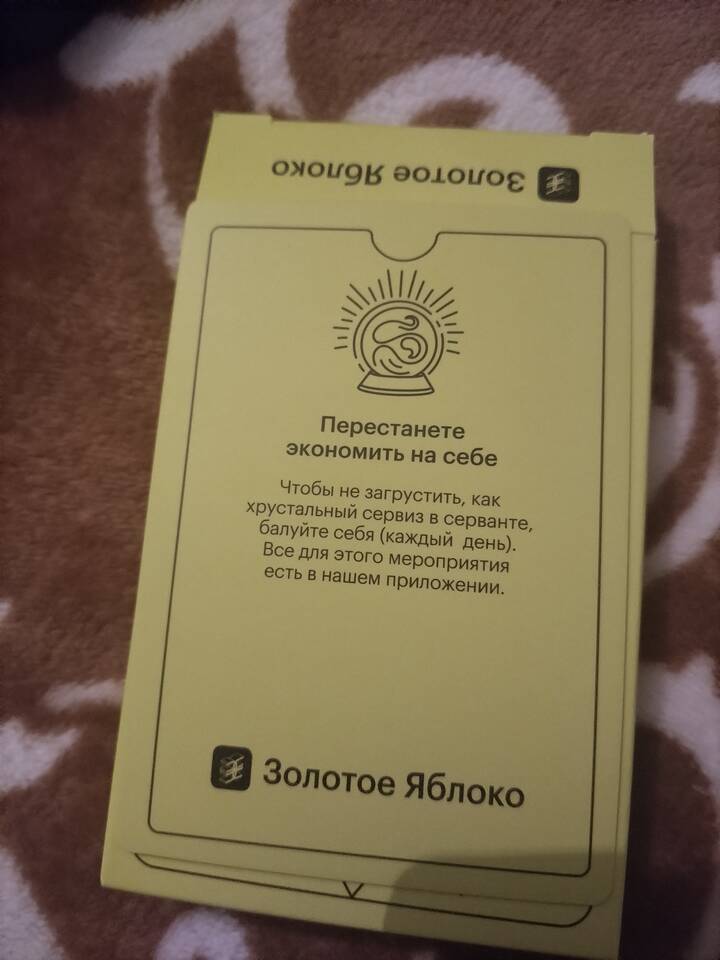 Золотое Яблоко
Перестанете
экономить на себе
Чтобы не загрустить, как
хрустальный сервиз в серванте,
балуйте себя (каждый день).
Все для этого мероприятия
есть в нашем приложении.
Золотое Яблоко